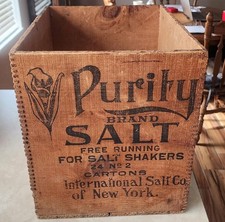 Purity
BRAND
SALT
FREE RUNNING
FOR SALT SHAKERS
24 No 2
CARTONS
International Salt Co.
of New York.